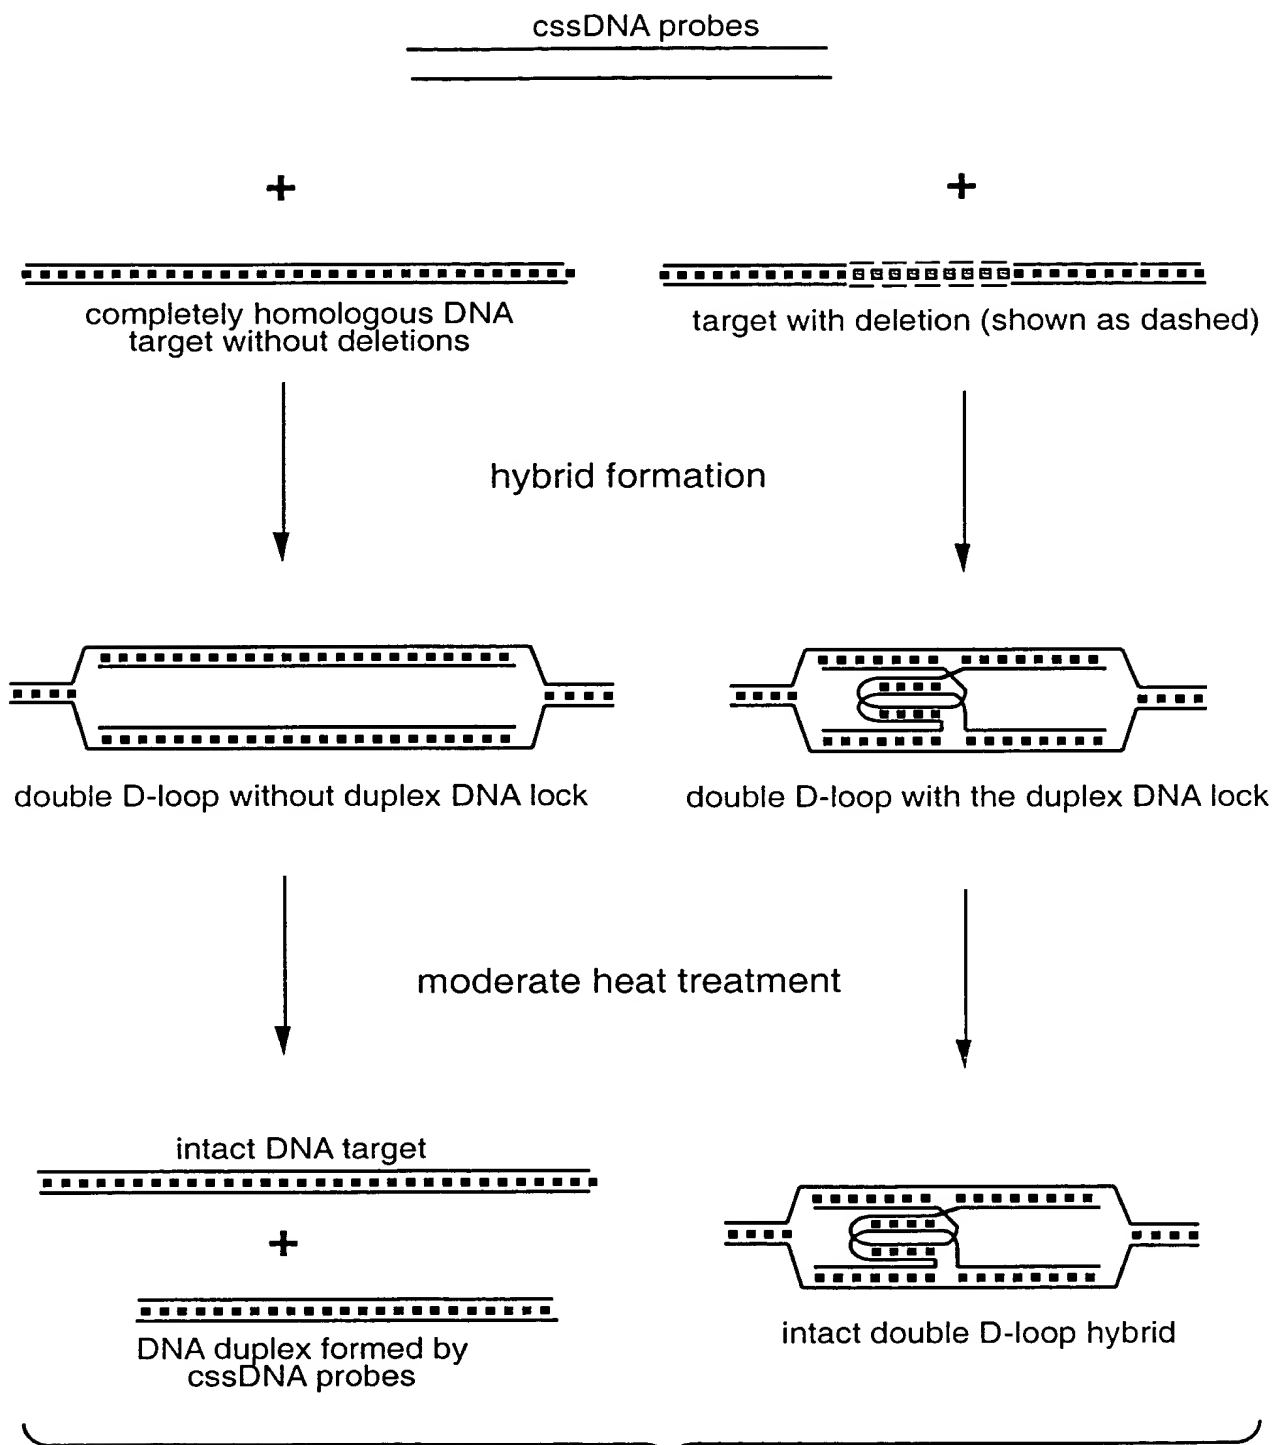 cssDNA probes
+
+
completely homologous DNA
target without deletions
target with deletion (shown as dashed)
hybrid formation
double D-loop without duplex DNA lock
double D-loop with the duplex DNA lock
moderate heat treatment
intact DNA target
+
DNA duplex formed by
cssDNA probes
intact double D-loop hybrid